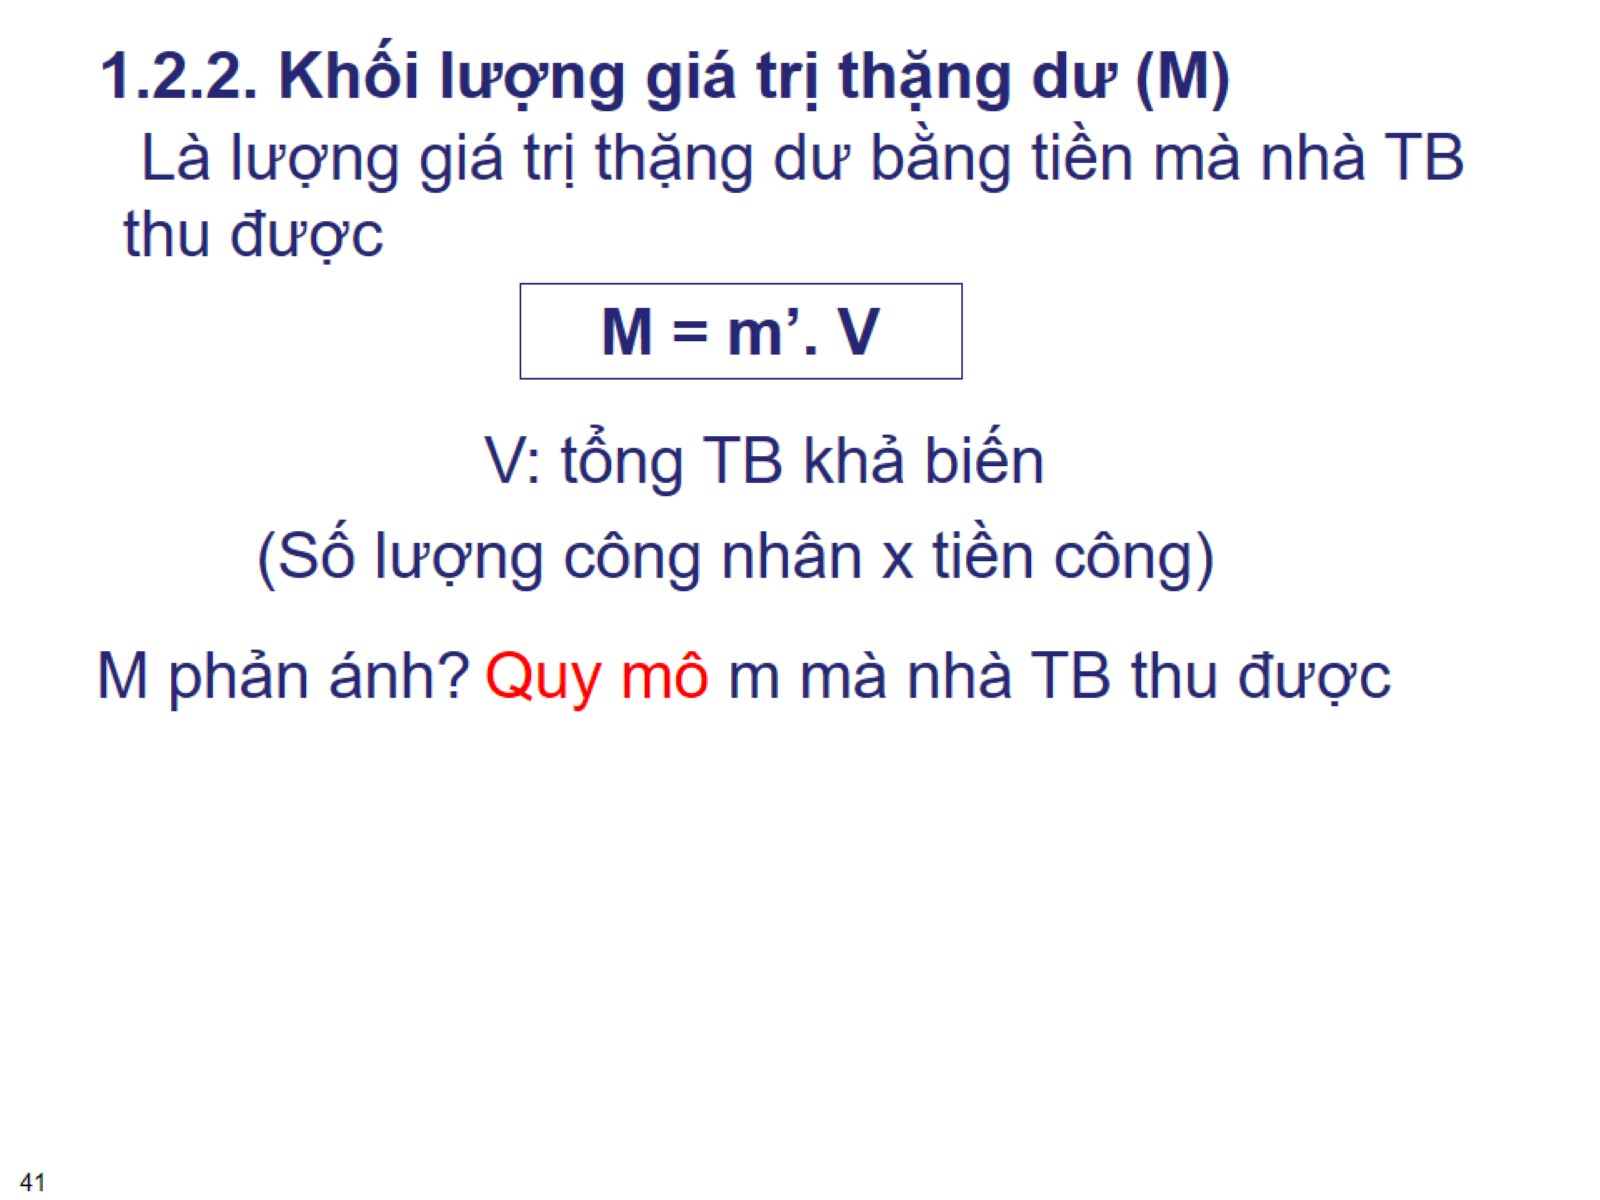 1.2.2. Khối lượng giá trị thặng dư (M)
Là lượng giá trị thặng dư bằng tiền mà nhà TB
thu được
M = m’. V
V: tổng TB khả biến
(Số lượng công nhân x tiền công)
M phản ánh? Quy mô m mà nhà TB thu được
41